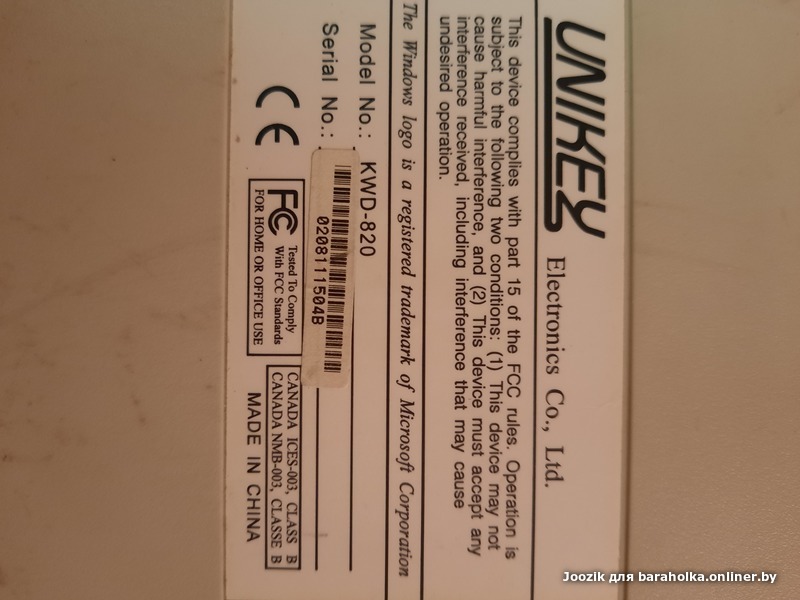 UNIKEY Electronics Co., Ltd.
This device complies with part 15 of the FCC rules. Operation is
subject to the following two conditions: (1) This device may not
cause harmful interference, and (2) This device must accept any
interference received, including interference that may cause
undesired operation.
The Windows logo is a registered trademark of Microsoft Corporation
Model No.: KWD-820
Serial No.:
0208111504B
CE
FC Tested To Comply
With FCC Standards
FOR HOME OR OFFICE USE
CANADA ICES-003, CLASS B
CANADA NMB-003, CLASSE B
MADE IN CHINA
Joozik для baraholka.onliner.by